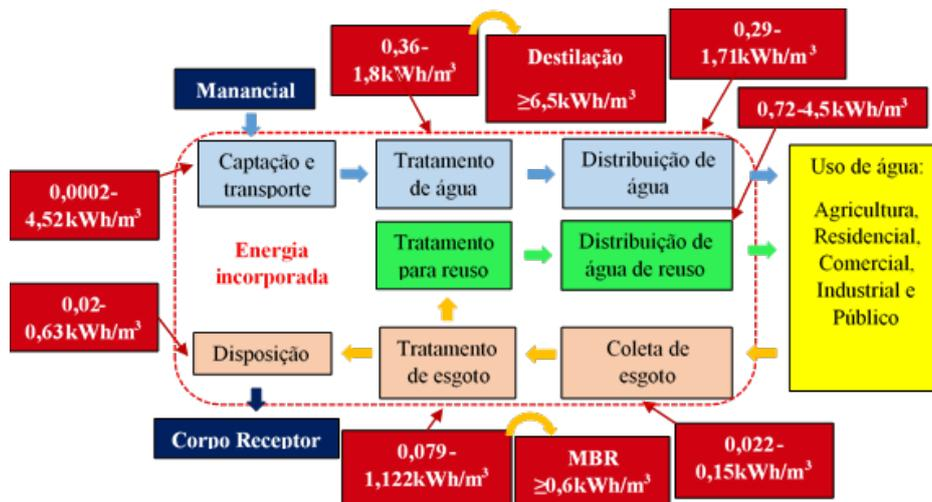 0,36-
1,8kWh/m³
Destilação
≥6,5kWh/m³
0,29-
1,71kWh/m³
Manancial
0,72-4,5kWh/m³
Captação e
transporte
Tratamento
de água
Distribuição de
água
Uso de água:
Agricultura,
Residencial,
Comercial,
Industrial e
Público
0,0002-
4,52kWh/m³
Energia
incorporada
Tratamento
para reuso
Distribuição de
água de reuso
0,02-
0,63kWh/m³
Disposição
Tratamento
de esgoto
Coleta de
esgoto
Corpo Receptor
0,079-
1,122kWh/m³
MBR
≥0,6kWh/m³
0,022-
0,15kWh/m³